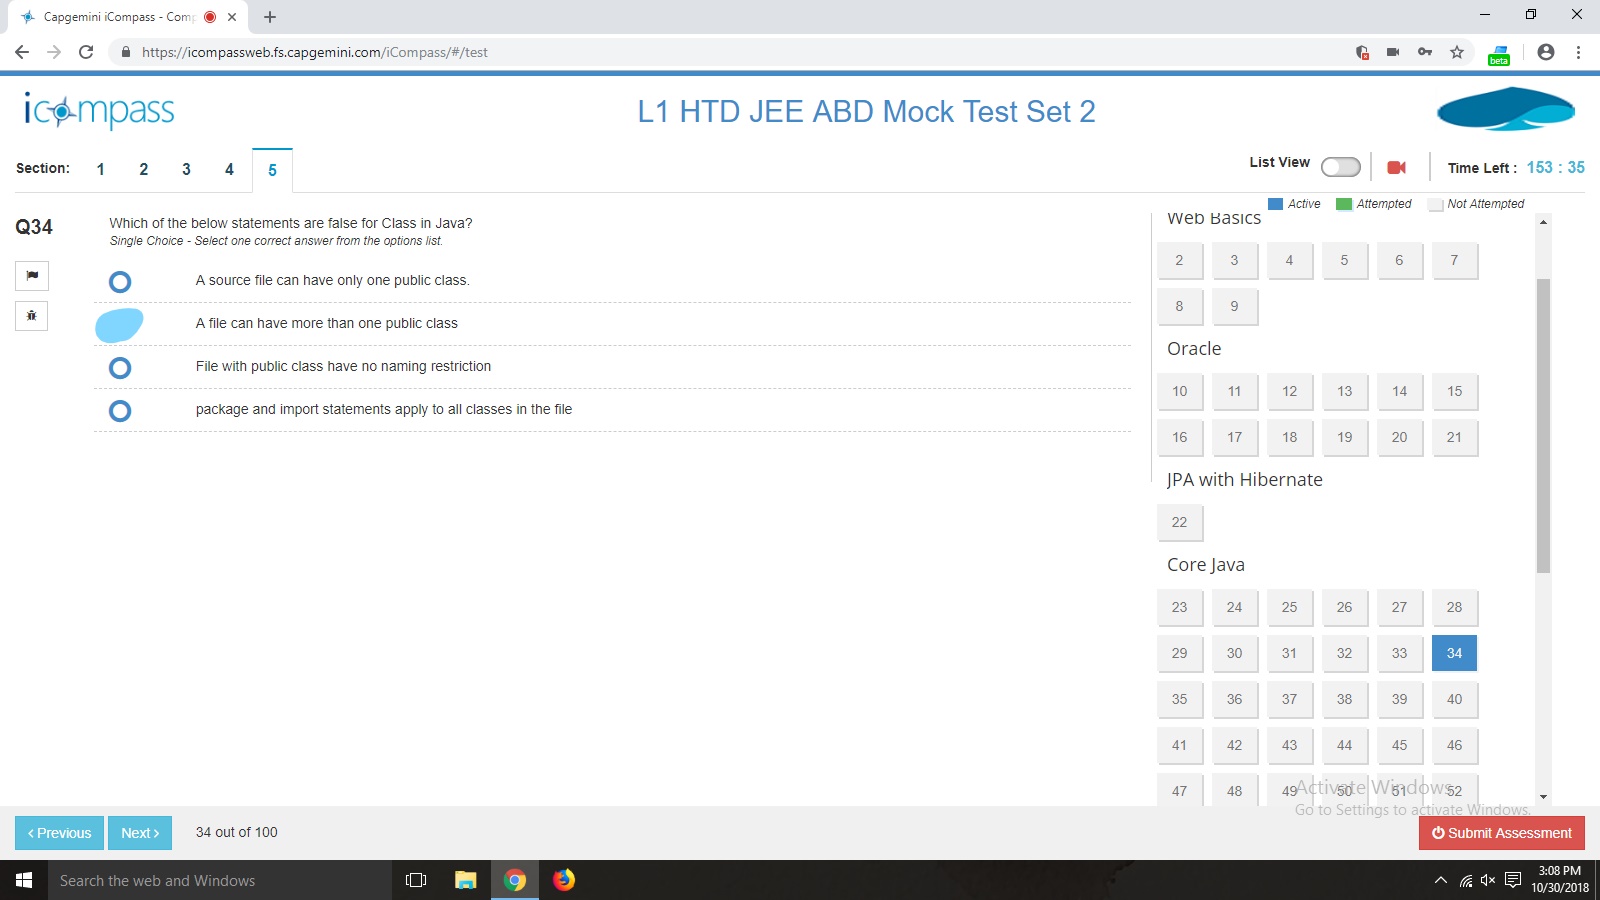 Capgemini iCompass - Comp
https://icompassweb.fs.capgemini.com/iCompass/#/test
beta
icompass
L1 HTD JEE ABD Mock Test Set 2
Section: 1 2 3 4 5
List View
Time Left : 153 : 35
Active Attempted Not Attempted
Q34
Which of the below statements are false for Class in Java?
Single Choice - Select one correct answer from the options list.
A source file can have only one public class.
A file can have more than one public class
File with public class have no naming restriction
package and import statements apply to all classes in the file
Web Basics
2 3 4 5 6 7
8 9
Oracle
10 11 12 13 14 15
16 17 18 19 20 21
JPA with Hibernate
22
Core Java
23 24 25 26 27 28
29 30 31 32 33 34
35 36 37 38 39 40
41 42 43 44 45 46
47 48 49 50 51 52
Activate Windows
Go to Settings to activate Windows.
‹ Previous
Next ›
34 out of 100
Submit Assessment
Search the web and Windows
3:08 PM
10/30/2018